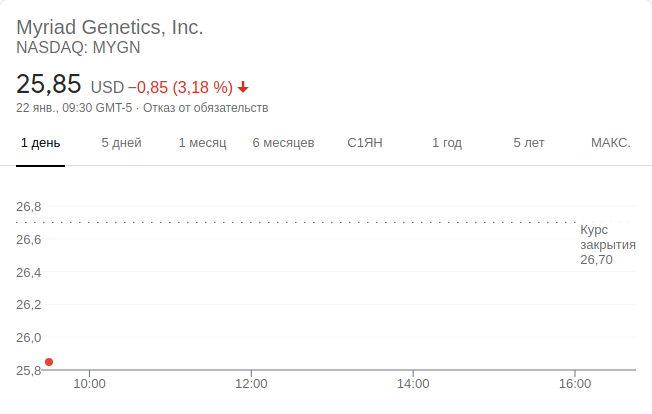 Myriad Genetics, Inc.
NASDAQ: MYGN
25,85 USD −0,85 (3,18 %)
22 янв., 09:30 GMT-5 · Отказ от обязательств
1 день 5 дней 1 месяц 6 месяцев С1ЯН 1 год 5 лет МАКС.
26,8
26,6
26,4
26,2
26,0
25,8
Курс
закрытия
26,70
10:00 12:00 14:00 16:00